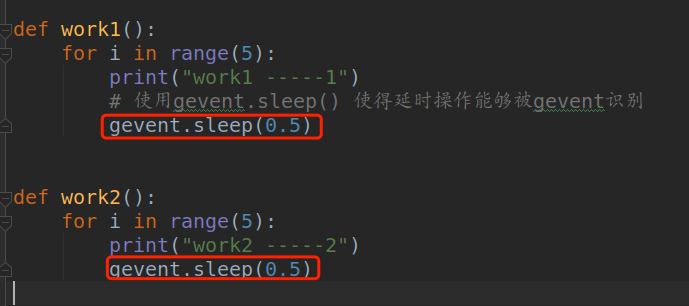 def work1():
    for i in range(5):
        print("work1 -----1")
        # 使用gevent.sleep() 使得延时操作能够被gevent识别
        gevent.sleep(0.5)
def work2():
    for i in range(5):
        print("work2 -----2")
        gevent.sleep(0.5)